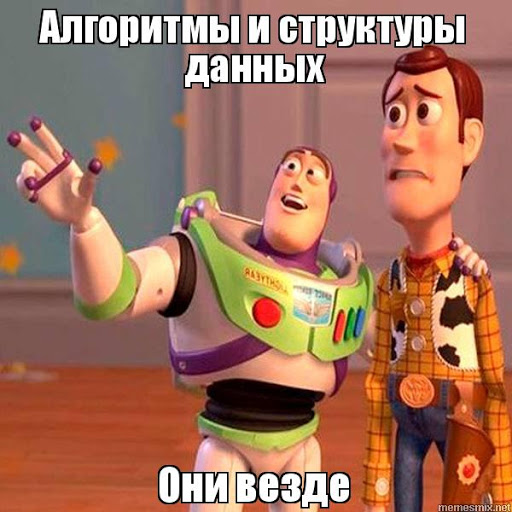 Алгоритмы и структуры
данных
Они везде
memesmix.net